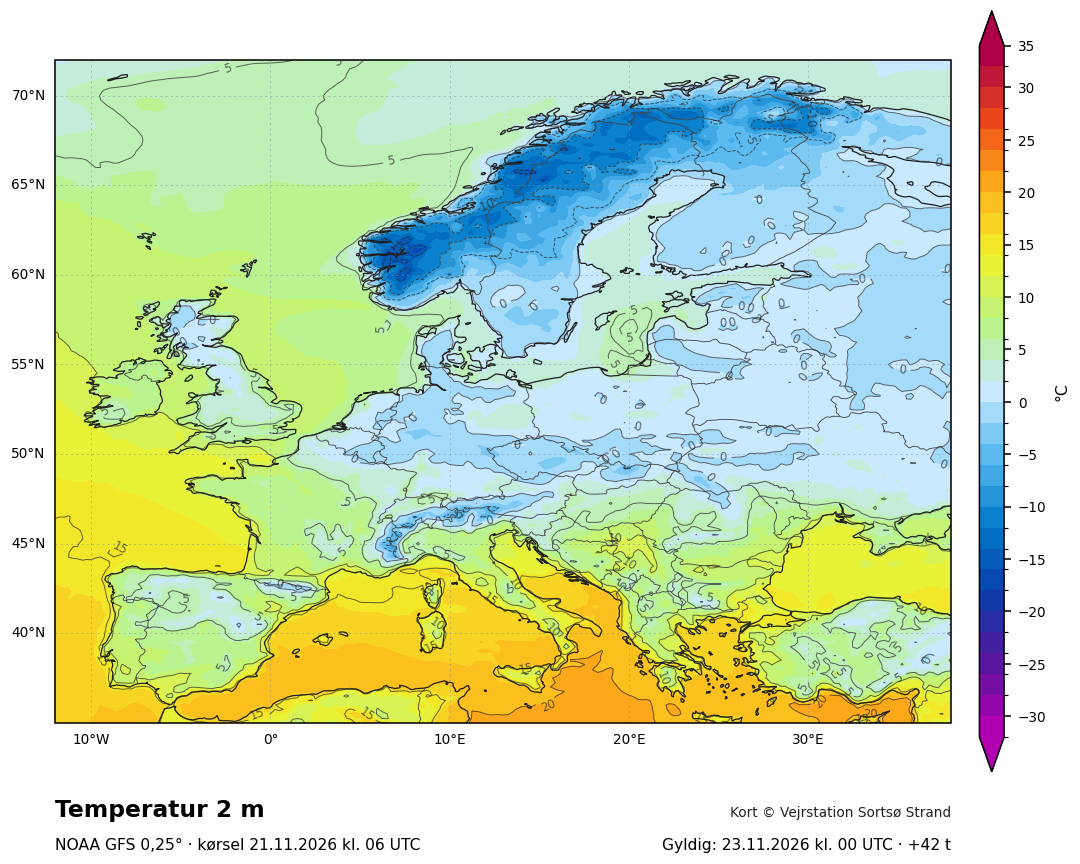 70°N
65°N
60°N
55°N
50°N
45°N
40°N
10°W
0°
10°E
20°E
30°E
35
30
25
20
15
10
5
0
−5
−10
−15
−20
−25
−30
°C
Temperatur 2 m
Kort © Vejrstation Sortsø Strand
NOAA GFS 0,25° · kørsel 21.11.2026 kl. 06 UTC
Gyldig: 23.11.2026 kl. 00 UTC · +42 t